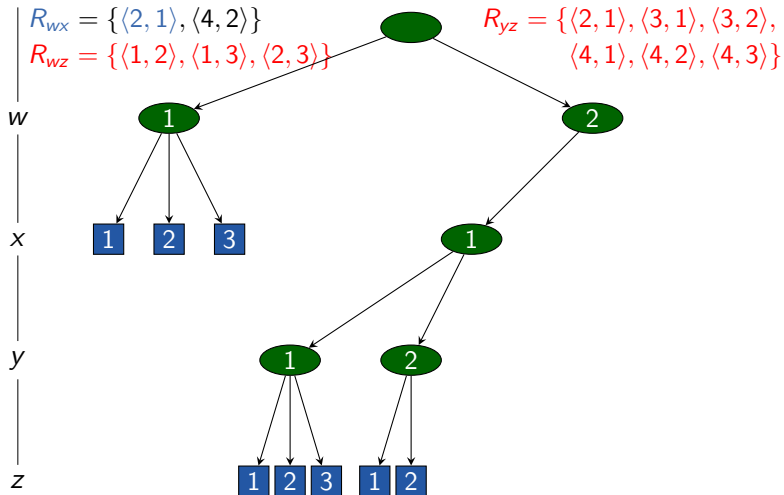 R_wx = {⟨2, 1⟩, ⟨4, 2⟩}
R_wz = {⟨1, 2⟩, ⟨1, 3⟩, ⟨2, 3⟩}
R_yz = {⟨2, 1⟩, ⟨3, 1⟩, ⟨3, 2⟩,
⟨4, 1⟩, ⟨4, 2⟩, ⟨4, 3⟩}
w 1 2
x 1 2 3 1
y 1 2
z 1 2 3 1 2